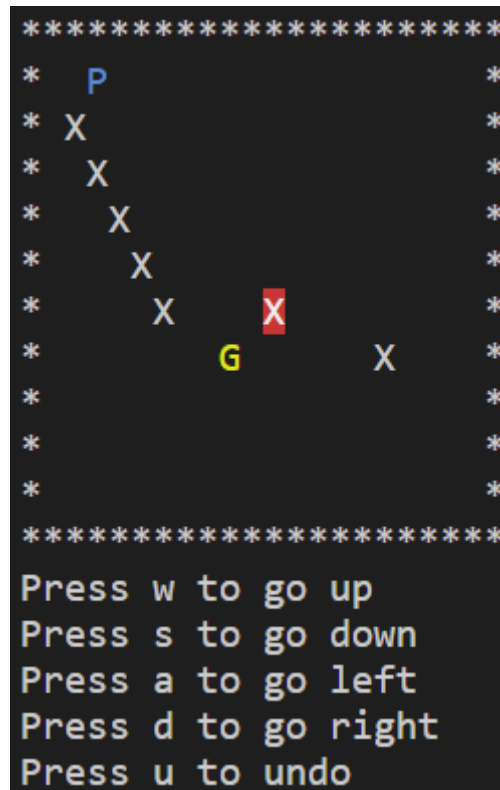 **********************
*  P                 *
* X                  *
*  X                 *
*   X                *
*    X               *
*     X    X         *
*        G      X    *
*                    *
*                    *
*                    *
**********************
Press w to go up
Press s to go down
Press a to go left
Press d to go right
Press u to undo